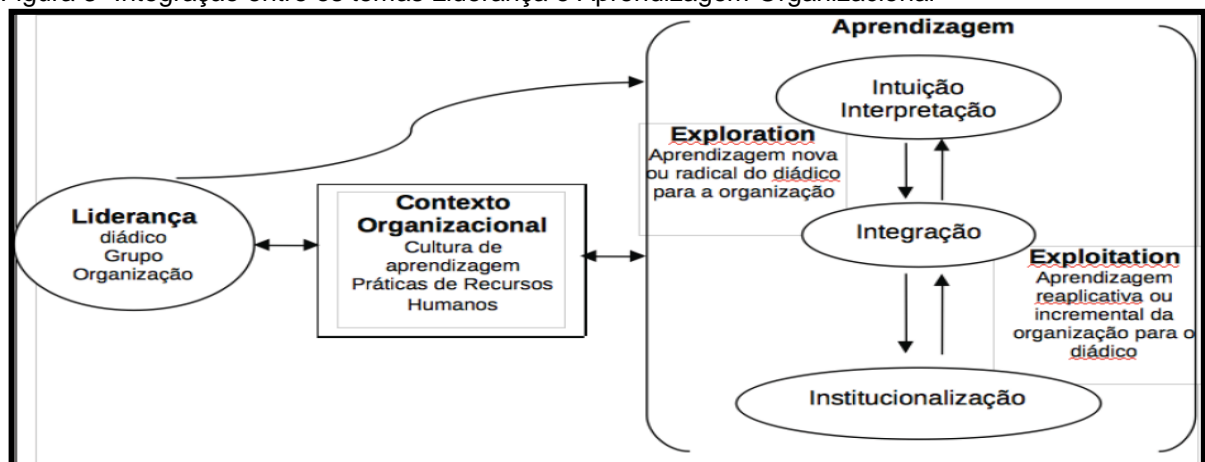 Aprendizagem
Intuição
Interpretação
Exploration
Aprendizagem nova
ou radical do diádico
para a organização
Liderança
diádico
Grupo
Organização
Contexto
Organizacional
Cultura de
aprendizagem
Práticas de Recursos
Humanos
Integração
Exploitation
Aprendizagem
reaplicativa ou
incremental da
organização para o
diádico
Institucionalização